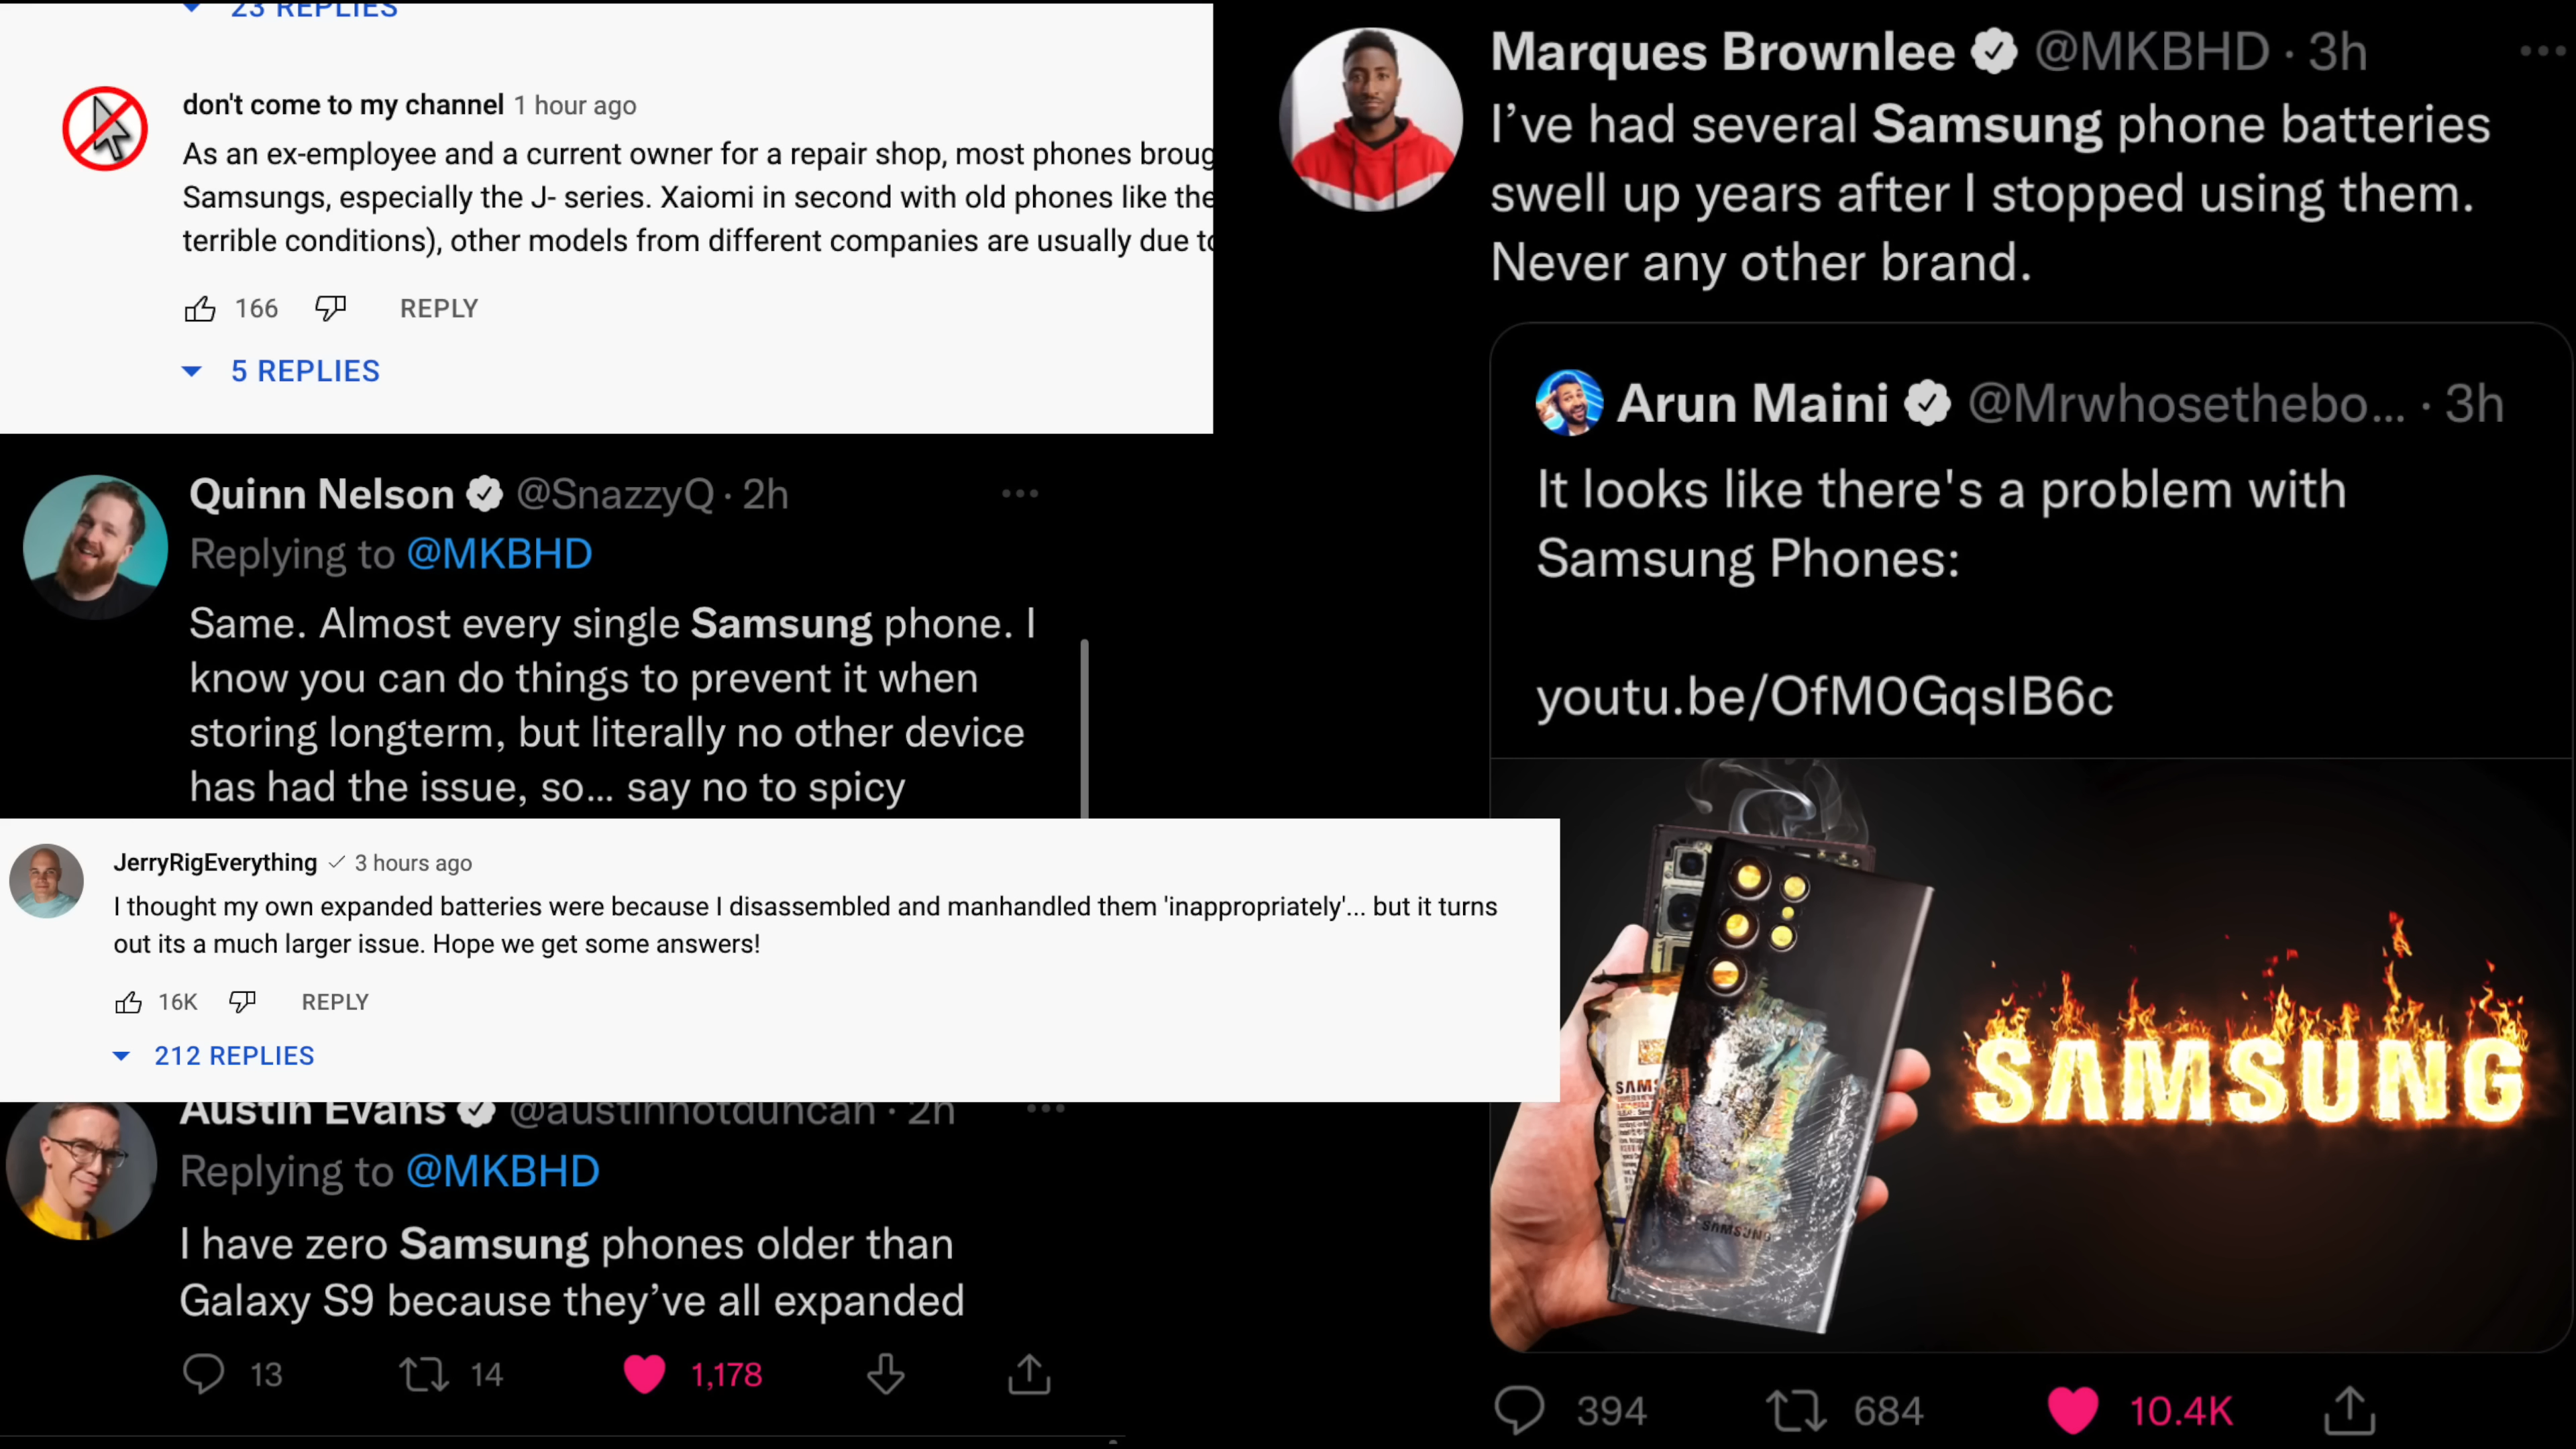 23 REPLIES
don't come to my channel 1 hour ago
As an ex-employee and a current owner for a repair shop, most phones broug
Samsungs, especially the J- series. Xaiomi in second with old phones like the
terrible conditions), other models from different companies are usually due to
166 REPLY
5 REPLIES
Quinn Nelson @SnazzyQ · 2h
Replying to @MKBHD
Same. Almost every single Samsung phone. I
know you can do things to prevent it when
storing longterm, but literally no other device
has had the issue, so... say no to spicy
JerryRigEverything 3 hours ago
I thought my own expanded batteries were because I disassembled and manhandled them 'inappropriately'... but it turns
out its a much larger issue. Hope we get some answers!
16K REPLY
212 REPLIES
Austin Evans @austinnotduncan · 2h
Replying to @MKBHD
I have zero Samsung phones older than
Galaxy S9 because they’ve all expanded
13 14 1,178
Marques Brownlee @MKBHD · 3h
I’ve had several Samsung phone batteries
swell up years after I stopped using them.
Never any other brand.
Arun Maini @Mrwhosethebo... · 3h
It looks like there's a problem with
Samsung Phones:
youtu.be/OfM0GqsIB6c
SAMSUNG
SAMSUNG
394 684 10.4K